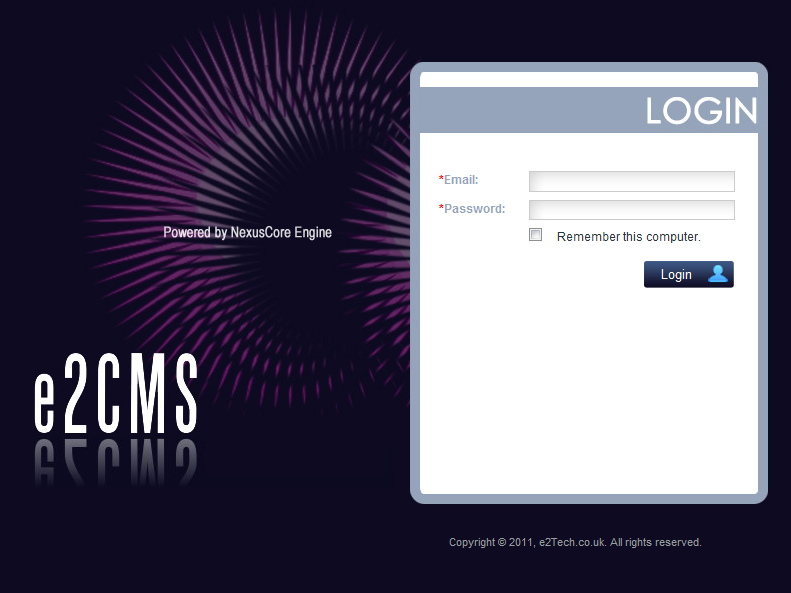 LOGIN
*Email:
*Password:
Remember this computer.
Login
Powered by NexusCore Engine
e2CMS
Copyright © 2011, e2Tech.co.uk. All rights reserved.